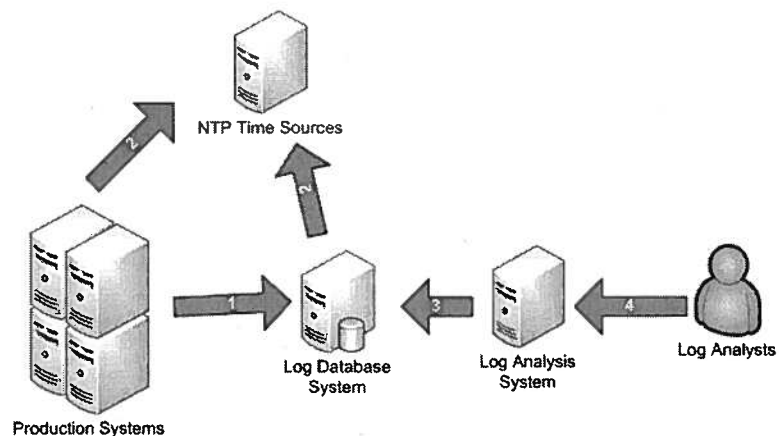 NTP Time Sources
2
2
1
3
4
Log Database
System
Log Analysis
System
Log Analysts
Production Systems